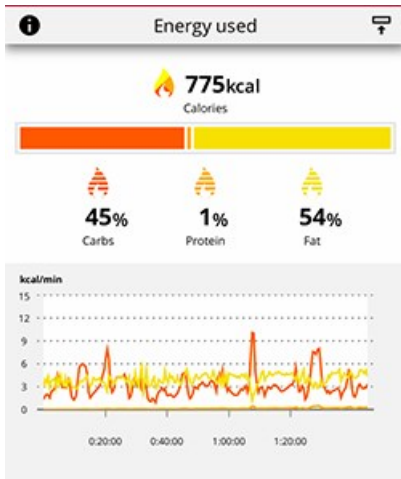 Energy used
775kcal
Calories
45% 1% 54%
Carbs Protein Fat
kcal/min
15
12
9
6
3
0
0:20:00 0:40:00 1:00:00 1:20:00